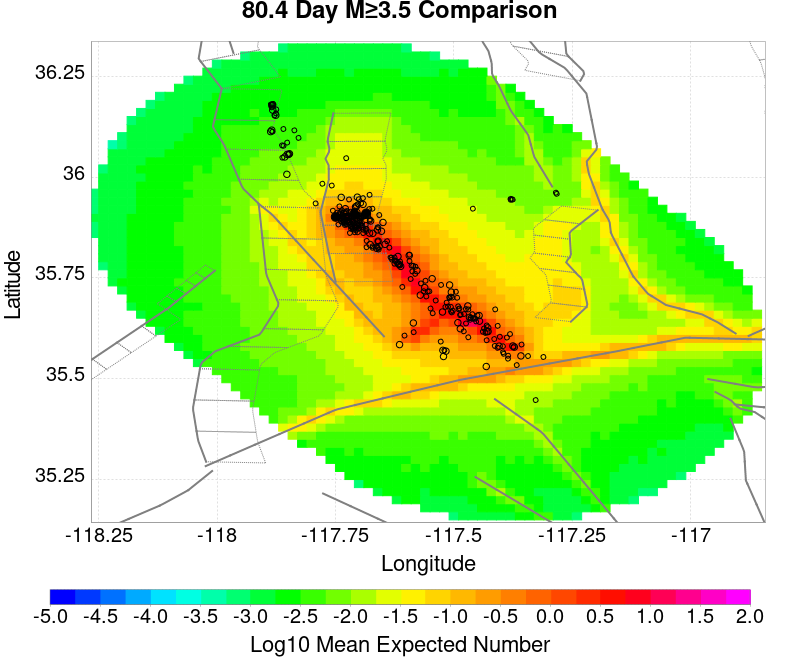 80.4 Day M≥3.5 Comparison
36.25
36
35.75
35.5
35.25
Latitude
-118.25 -118 -117.75 -117.5 -117.25 -117
Longitude
-5.0 -4.5 -4.0 -3.5 -3.0 -2.5 -2.0 -1.5 -1.0 -0.5 0.0 0.5 1.0 1.5 2.0
Log10 Mean Expected Number